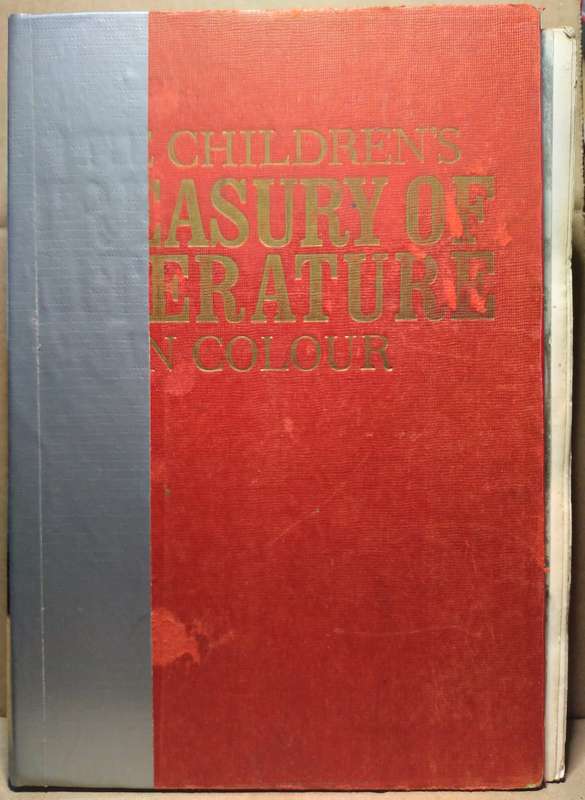 E CHILDREN'S
EASURY OF
ERATURE
N COLOUR